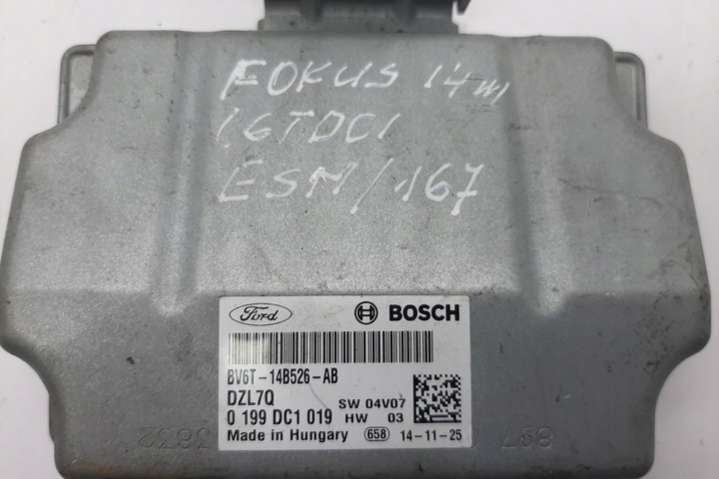 FOKUS 14m
1.6TDCI
ESM/167
Ford BOSCH
BV6T-14B526-AB
DZL7Q SW 04V07
0 199 DC1 019 HW 03
Made in Hungary 658 14-11-25